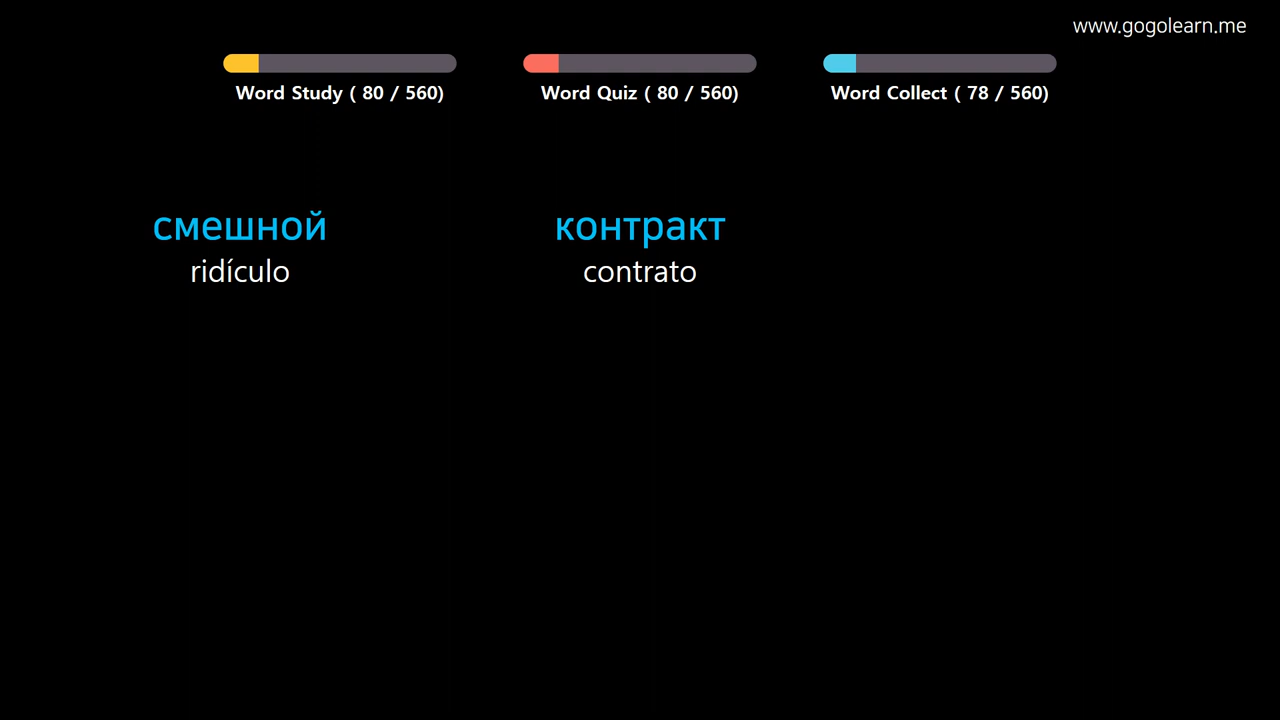 www.gogolearn.me
Word Study ( 80 / 560)
Word Quiz ( 80 / 560)
Word Collect ( 78 / 560)
смешной
ridículo
контракт
contrato